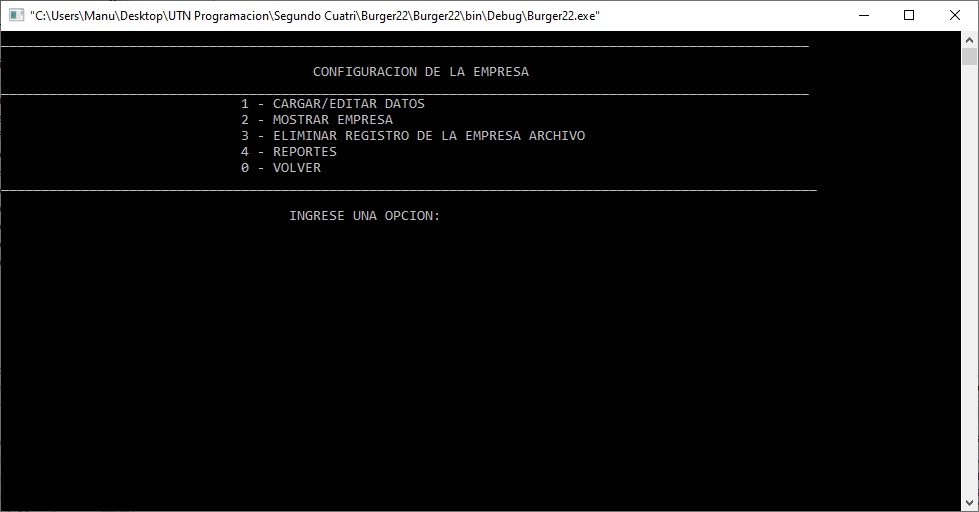 "C:\Users\Manu\Desktop\UTN Programacion\Segundo Cuatri\Burger22\Burger22\bin\Debug\Burger22.exe"
CONFIGURACION DE LA EMPRESA
1 - CARGAR/EDITAR DATOS
2 - MOSTRAR EMPRESA
3 - ELIMINAR REGISTRO DE LA EMPRESA ARCHIVO
4 - REPORTES
0 - VOLVER
INGRESE UNA OPCION: